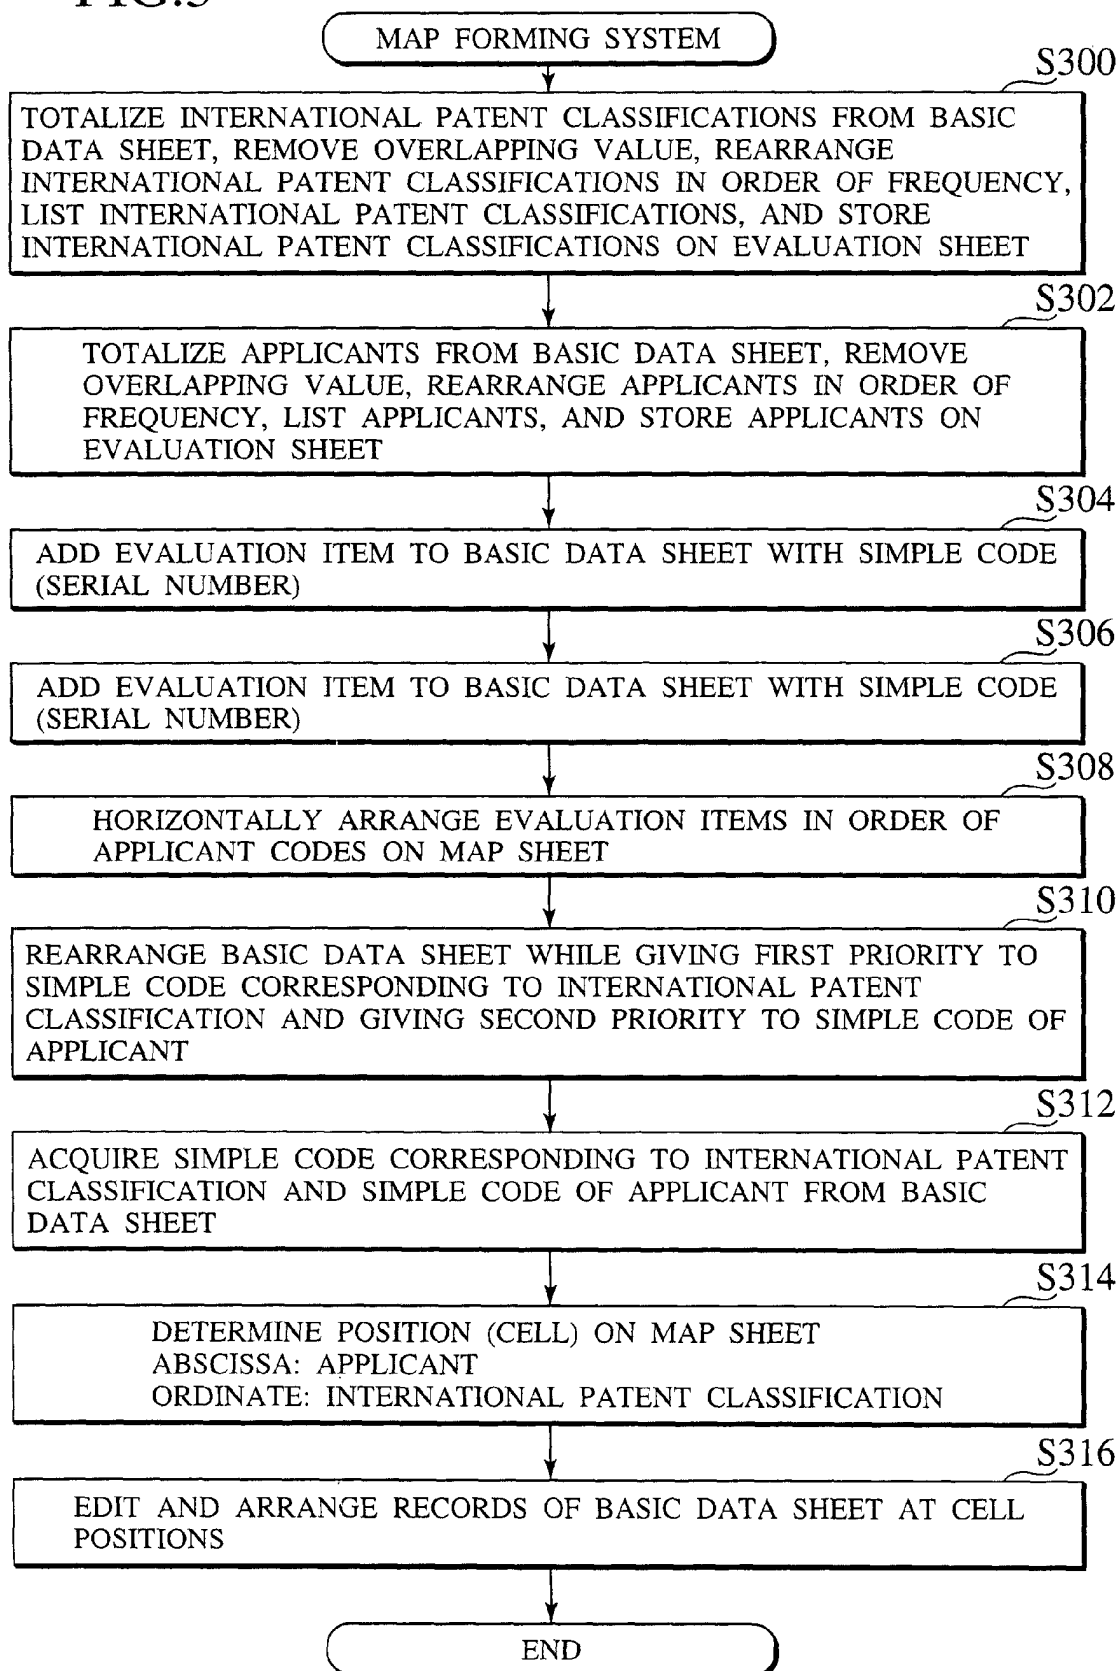 MAP FORMING SYSTEM
S300
TOTALIZE INTERNATIONAL PATENT CLASSIFICATIONS FROM BASIC
DATA SHEET, REMOVE OVERLAPPING VALUE, REARRANGE
INTERNATIONAL PATENT CLASSIFICATIONS IN ORDER OF FREQUENCY,
LIST INTERNATIONAL PATENT CLASSIFICATIONS, AND STORE
INTERNATIONAL PATENT CLASSIFICATIONS ON EVALUATION SHEET
S302
TOTALIZE APPLICANTS FROM BASIC DATA SHEET, REMOVE
OVERLAPPING VALUE, REARRANGE APPLICANTS IN ORDER OF
FREQUENCY, LIST APPLICANTS, AND STORE APPLICANTS ON
EVALUATION SHEET
S304
ADD EVALUATION ITEM TO BASIC DATA SHEET WITH SIMPLE CODE
(SERIAL NUMBER)
S306
ADD EVALUATION ITEM TO BASIC DATA SHEET WITH SIMPLE CODE
(SERIAL NUMBER)
S308
HORIZONTALLY ARRANGE EVALUATION ITEMS IN ORDER OF
APPLICANT CODES ON MAP SHEET
S310
REARRANGE BASIC DATA SHEET WHILE GIVING FIRST PRIORITY TO
SIMPLE CODE CORRESPONDING TO INTERNATIONAL PATENT
CLASSIFICATION AND GIVING SECOND PRIORITY TO SIMPLE CODE OF
APPLICANT
S312
ACQUIRE SIMPLE CODE CORRESPONDING TO INTERNATIONAL PATENT
CLASSIFICATION AND SIMPLE CODE OF APPLICANT FROM BASIC
DATA SHEET
S314
DETERMINE POSITION (CELL) ON MAP SHEET
ABSCISSA: APPLICANT
ORDINATE: INTERNATIONAL PATENT CLASSIFICATION
S316
EDIT AND ARRANGE RECORDS OF BASIC DATA SHEET AT CELL
POSITIONS
END